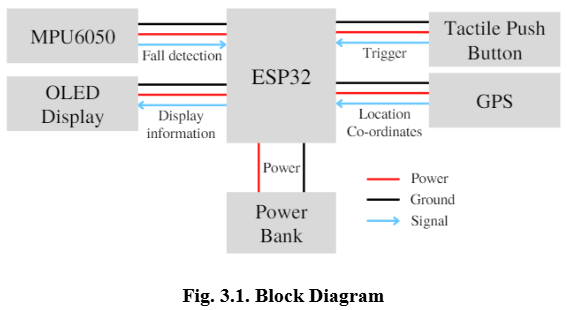 MPU6050
Fall detection
OLED
Display
Display
information
ESP32
Tactile Push
Button
Trigger
GPS
Location
Co-ordinates
Power
Power
Bank
Power
Ground
Signal
Fig. 3.1. Block Diagram